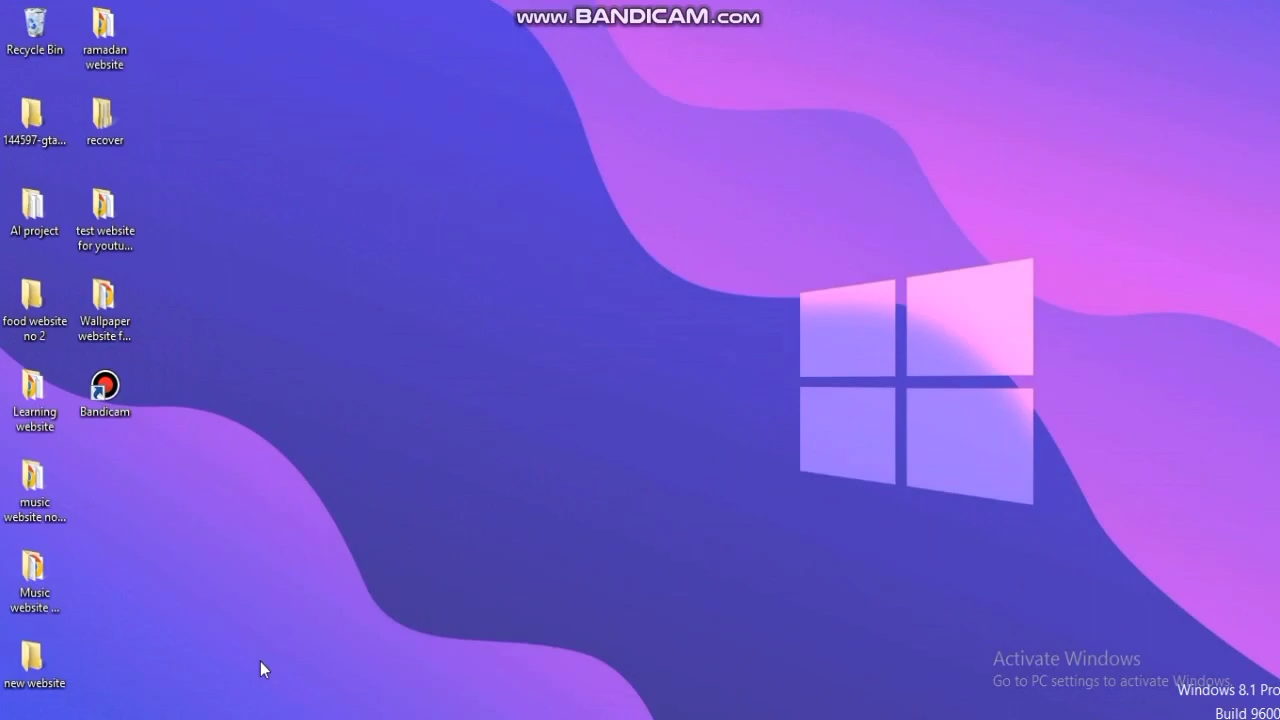 www.BANDICAM.com
Recycle Bin
ramadan
website
144597-gta...
recover
AI project
test website
for youtu...
food website
no 2
Wallpaper
website f...
Learning
website
Bandicam
music
website no...
Music
website ...
new website
Activate Windows
Go to PC settings to activate Windows.
Windows 8.1 Pro
Build 9600